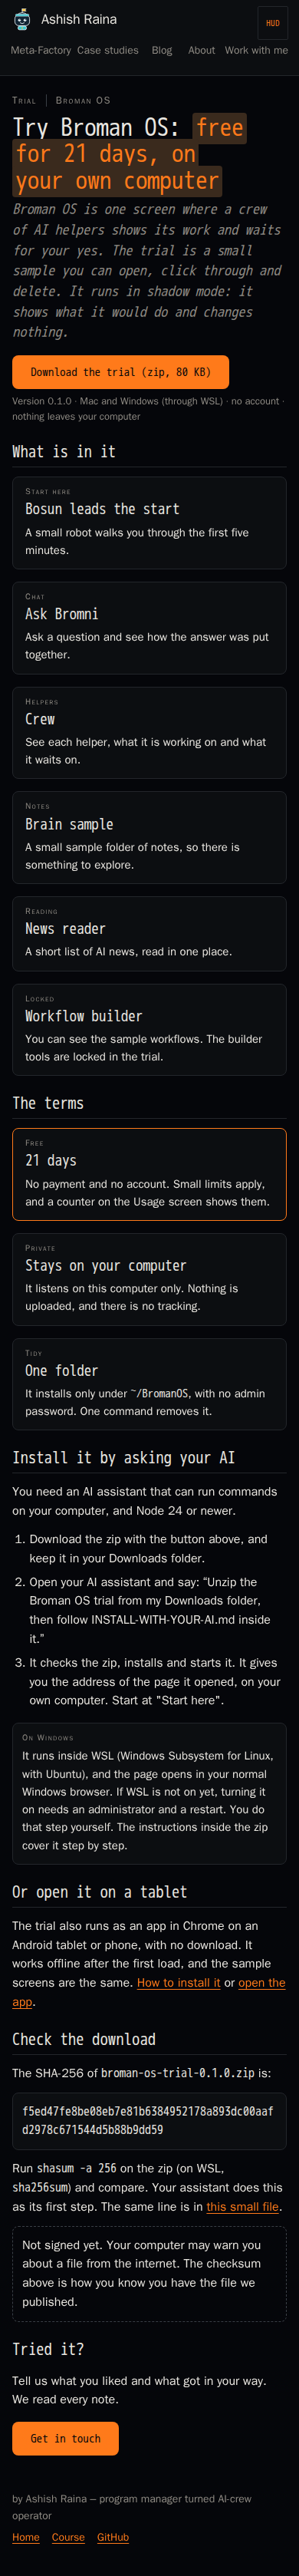 Ashish Raina
HUD
Meta-Factory Case studies Blog About Work with me
Trial | Broman OS
Try Broman OS: free
for 21 days, on
your own computer
Broman OS is one screen where a crew
of AI helpers shows its work and waits
for your yes. The trial is a small
sample you can open, click through and
delete. It runs in shadow mode: it
shows what it would do and changes
nothing.
Download the trial (zip, 80 KB)
Version 0.1.0 · Mac and Windows (through WSL) · no account ·
nothing leaves your computer
What is in it
Start here
Bosun leads the start
A small robot walks you through the first five
minutes.
Chat
Ask Bromni
Ask a question and see how the answer was put
together.
Helpers
Crew
See each helper, what it is working on and what
it waits on.
Notes
Brain sample
A small sample folder of notes, so there is
something to explore.
Reading
News reader
A short list of AI news, read in one place.
Locked
Workflow builder
You can see the sample workflows. The builder
tools are locked in the trial.
The terms
Free
21 days
No payment and no account. Small limits apply,
and a counter on the Usage screen shows them.
Private
Stays on your computer
It listens on this computer only. Nothing is
uploaded, and there is no tracking.
Tidy
One folder
It installs only under ~/BromanOS, with no admin
password. One command removes it.
Install it by asking your AI
You need an AI assistant that can run commands
on your computer, and Node 24 or newer.
1. Download the zip with the button above, and
keep it in your Downloads folder.
2. Open your AI assistant and say: “Unzip the
Broman OS trial from my Downloads folder,
then follow INSTALL-WITH-YOUR-AI.md inside
it.”
3. It checks the zip, installs and starts it. It gives
you the address of the page it opened, on your
own computer. Start at "Start here".
On Windows
It runs inside WSL (Windows Subsystem for Linux,
with Ubuntu), and the page opens in your normal
Windows browser. If WSL is not on yet, turning it
on needs an administrator and a restart. You do
that step yourself. The instructions inside the zip
cover it step by step.
Or open it on a tablet
The trial also runs as an app in Chrome on an
Android tablet or phone, with no download. It
works offline after the first load, and the sample
screens are the same. How to install it or open the
app.
Check the download
The SHA-256 of broman-os-trial-0.1.0.zip is:
f5ed47fe8be08eb7e81b6384952178a893dc00aaf
d2978c671544d5b88b9dd59
Run shasum -a 256 on the zip (on WSL,
sha256sum) and compare. Your assistant does this
as its first step. The same line is in this small file.
Not signed yet. Your computer may warn you
about a file from the internet. The checksum
above is how you know you have the file we
published.
Tried it?
Tell us what you liked and what got in your way.
We read every note.
Get in touch
by Ashish Raina – program manager turned AI-crew
operator
Home Course GitHub